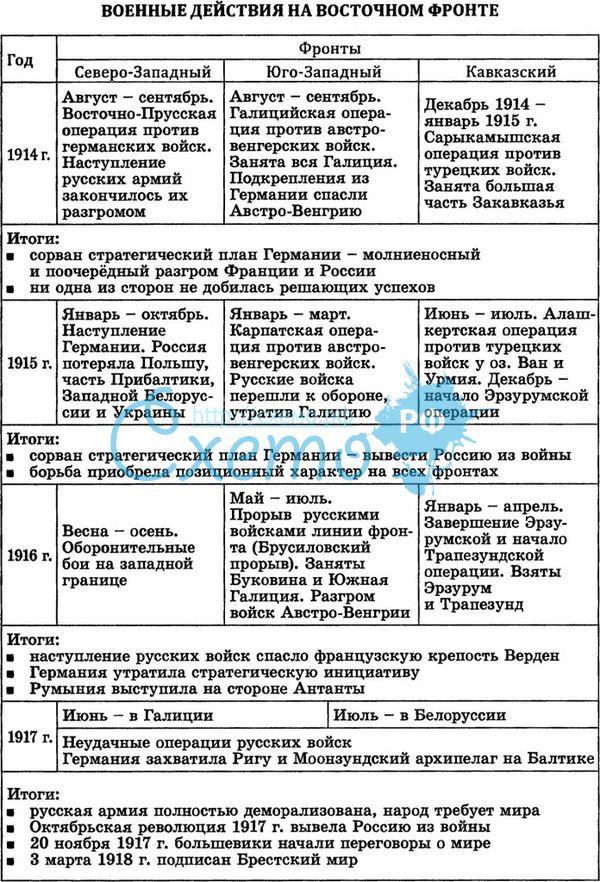 ВОЕННЫЕ ДЕЙСТВИЯ НА ВОСТОЧНОМ ФРОНТЕ
Год
Фронты
Северо-Западный
Юго-Западный
Кавказский
1914 г.
Август – сентябрь.
Восточно-Прусская
операция против
германских войск.
Наступление
русских армий
закончилось их
разгромом
Август – сентябрь.
Галицийская опера-
ция против австро-
венгерских войск.
Занята вся Галиция.
Подкрепления из
Германии спасли
Австро-Венгрию
Декабрь 1914 –
январь 1915 г.
Сарыкамышская
операция против
турецких войск.
Занята большая
часть Закавказья
Итоги:
▪ сорван стратегический план Германии – молниеносный
и поочерёдный разгром Франции и России
▪ ни одна из сторон не добилась решающих успехов
1915 г.
Январь – октябрь.
Наступление
Германии. Россия
потеряла Польшу,
часть Прибалтики,
Западной Белорус-
сии и Украины
Январь – март.
Карпатская опера-
ция против австро-
венгерских войск.
Русские войска
перешли к обороне,
утратив Галицию
Июнь – июль. Алаш-
кертская операция
против турецких
войск у оз. Ван и
Урмия. Декабрь –
начало Эрзурумской
операции
Итоги:
▪ сорван стратегический план Германии – вывести Россию из войны
▪ борьба приобрела позиционный характер на всех фронтах
1916 г.
Весна – осень.
Оборонительные
бои на западной
границе
Май – июль.
Прорыв русскими
войсками линии фрон-
та (Брусиловский
прорыв). Заняты
Буковина и Южная
Галиция. Разгром
войск Австро-Венгрии
Январь – апрель.
Завершение Эрзу-
румской и начало
Трапезундской
операции. Взяты
Эрзурум
и Трапезунд
Итоги:
▪ наступление русских войск спасло французскую крепость Верден
▪ Германия утратила стратегическую инициативу
▪ Румыния выступила на стороне Антанты
1917 г.
Июнь – в Галиции
Июль – в Белоруссии
Неудачные операции русских войск
Германия захватила Ригу и Моонзундский архипелаг на Балтике
Итоги:
▪ русская армия полностью деморализована, народ требует мира
▪ Октябрьская революция 1917 г. вывела Россию из войны
▪ 20 ноября 1917 г. большевики начали переговоры о мире
▪ 3 марта 1918 г. подписан Брестский мир
Схемо
РФ